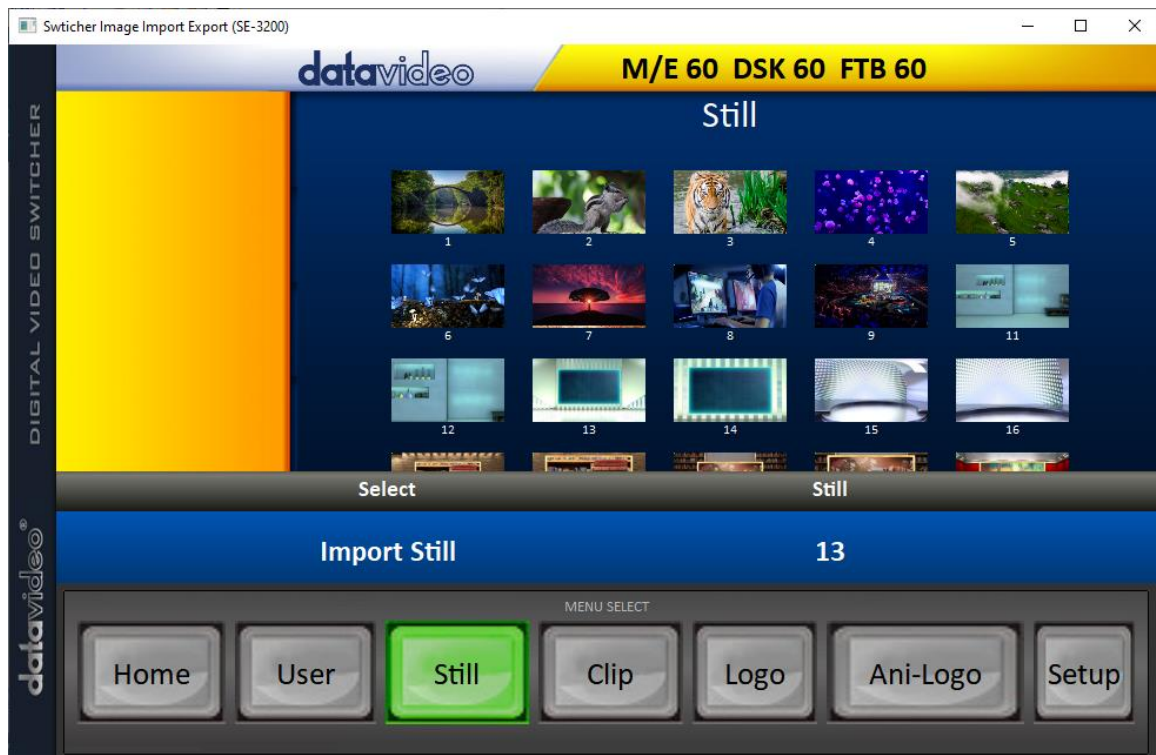 Swticher Image Import Export (SE-3200)
datavideo
M/E 60 DSK 60 FTB 60
DIGITAL VIDEO SWITCHER
datavideo®
Still
1 2 3 4 5
6 7 8 9 11
12 13 14 15 16
Select Still
Import Still 13
MENU SELECT
Home User Still Clip Logo Ani-Logo Setup